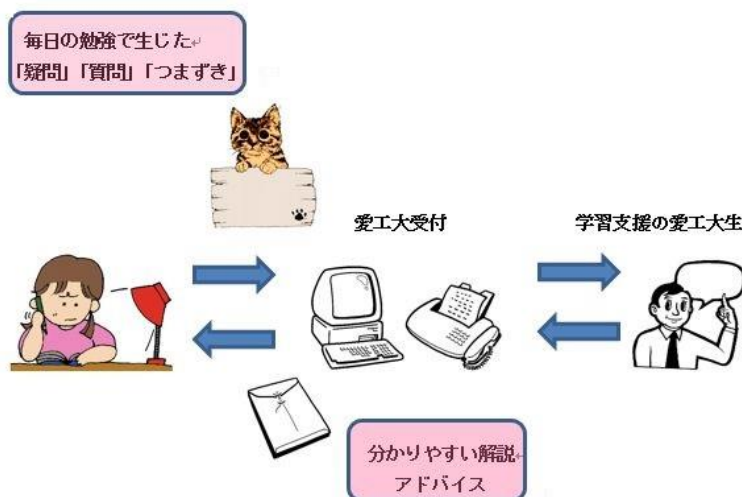 毎日の勉強で生じた
「疑問」「質問」「つまずき」
愛工大受付
学習支援の愛工大生
分かりやすい解説
アドバイス